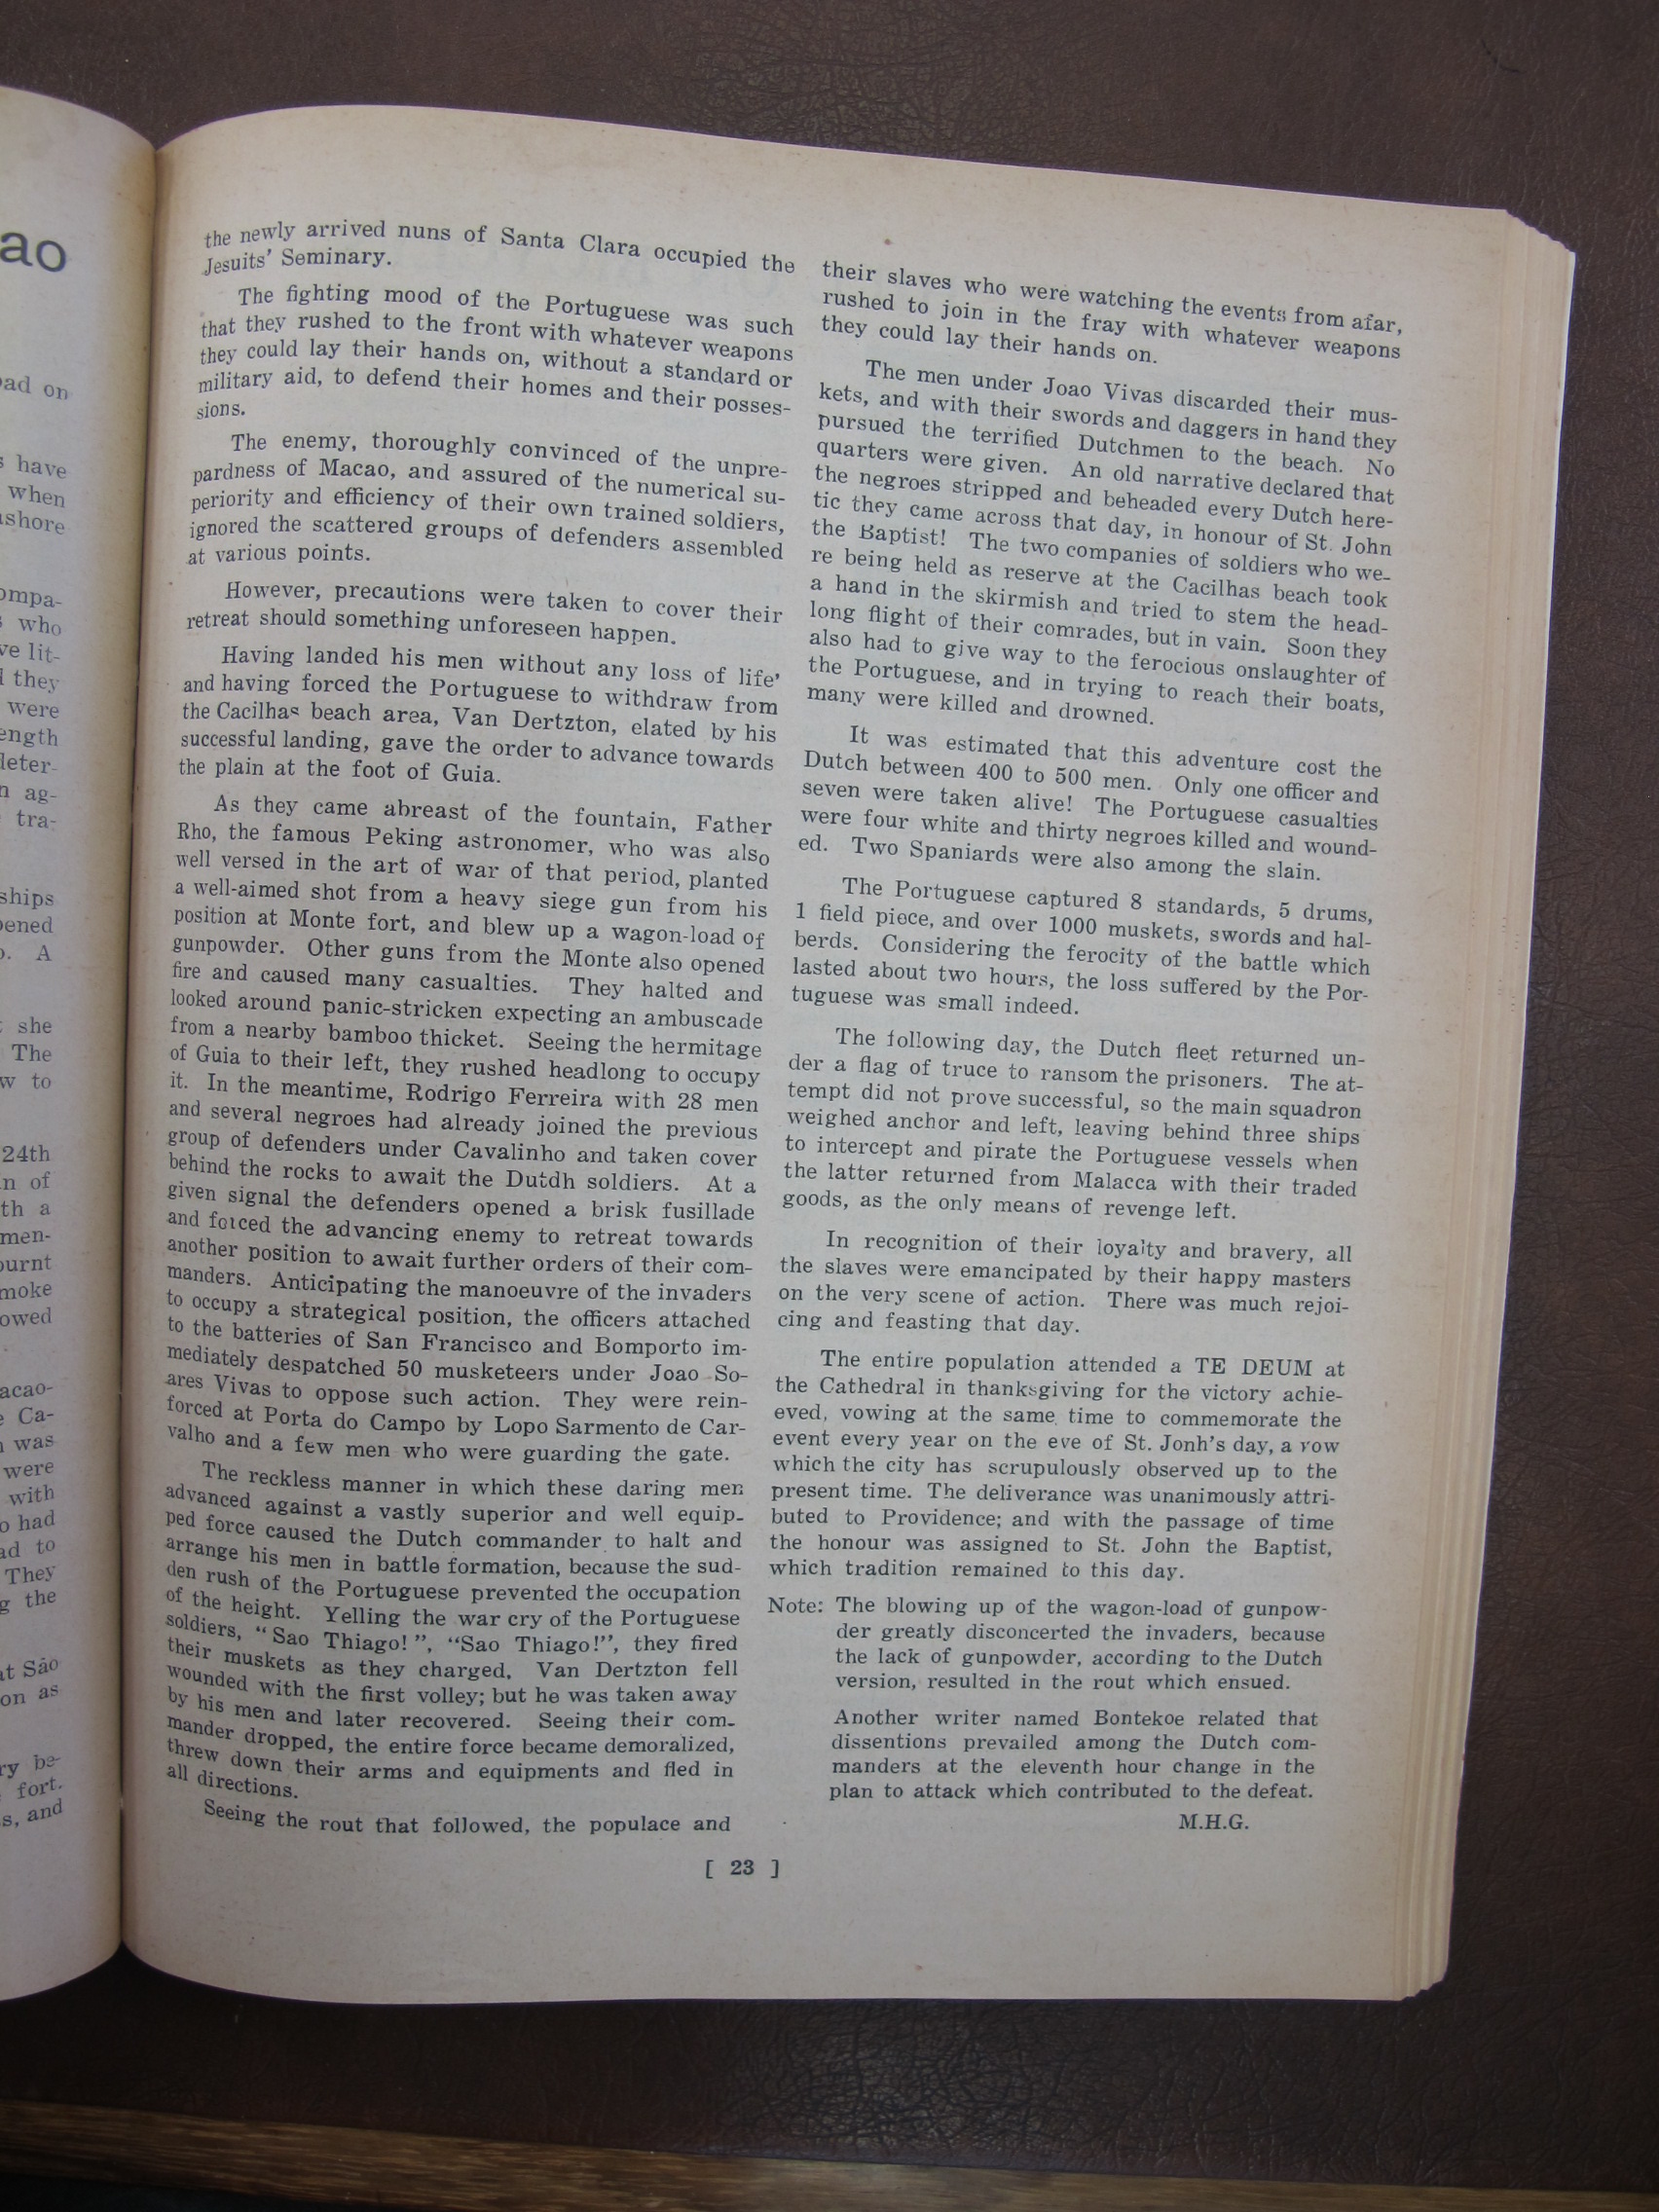 ao
oad on
s have
when
ashore
ompa-
s who
ve lit-
d they
were
ength
deter-
n ag-
tra-
ships
pened
o. A
t she
The
w to
24th
n of
th a
men-
burnt
moke
owed
acao-
e Ca-
n was
were
with
o had
ad to
They
g the
at São
on as
ry be-
fort.
s, and
the newly arrived nuns of Santa Clara occupied the
Jesuits' Seminary.
The fighting mood of the Portuguese was such
that they rushed to the front with whatever weapons
they could lay their hands on, without a standard or
military aid, to defend their homes and their posses-
sions.
The enemy, thoroughly convinced of the unpre-
pardness of Macao, and assured of the numerical su-
periority and efficiency of their own trained soldiers,
ignored the scattered groups of defenders assembled
at various points.
However, precautions were taken to cover their
retreat should something unforeseen happen.
Having landed his men without any loss of life'
and having forced the Portuguese to withdraw from
the Cacilhas beach area, Van Dertzton, elated by his
successful landing, gave the order to advance towards
the plain at the foot of Guia.
As they came abreast of the fountain, Father
Rho, the famous Peking astronomer, who was also
well versed in the art of war of that period, planted
a well-aimed shot from a heavy siege gun from his
position at Monte fort, and blew up a wagon-load of
gunpowder. Other guns from the Monte also opened
fire and caused many casualties. They halted and
looked around panic-stricken expecting an ambuscade
from a nearby bamboo thicket. Seeing the hermitage
of Guia to their left, they rushed headlong to occupy
it. In the meantime, Rodrigo Ferreira with 28 men
and several negroes had already joined the previous
group of defenders under Cavalinho and taken cover
behind the rocks to await the Dutdh soldiers. At a
given signal the defenders opened a brisk fusillade
and forced the advancing enemy to retreat towards
another position to await further orders of their com-
manders. Anticipating the manoeuvre of the invaders
to occupy a strategical position, the officers attached
to the batteries of San Francisco and Bomporto im-
mediately despatched 50 musketeers under Joao So-
ares Vivas to oppose such action. They were rein-
forced at Porta do Campo by Lopo Sarmento de Car-
valho and a few men who were guarding the gate.
The reckless manner in which these daring men
advanced against a vastly superior and well equip-
ped force caused the Dutch commander to halt and
arrange his men in battle formation, because the sud-
den rush of the Portuguese prevented the occupation
of the height. Yelling the war cry of the Portuguese
soldiers, "Sao Thiago!", "Sao Thiago!", they fired
their muskets as they charged. Van Dertzton fell
wounded with the first volley; but he was taken away
by his men and later recovered. Seeing their com-
mander dropped, the entire force became demoralized,
threw down their arms and equipments and fled in
all directions.
Seeing the rout that followed, the populace and
their slaves who were watching the events from afar,
rushed to join in the fray with whatever weapons
they could lay their hands on.
The men under Joao Vivas discarded their mus-
kets, and with their swords and daggers in hand they
pursued the terrified Dutchmen to the beach. No
quarters were given. An old narrative declared that
the negroes stripped and beheaded every Dutch here-
tic they came across that day, in honour of St. John
the Baptist! The two companies of soldiers who we-
re being held as reserve at the Cacilhas beach took
a hand in the skirmish and tried to stem the head-
long flight of their comrades, but in vain. Soon they
also had to give way to the ferocious onslaughter of
the Portuguese, and in trying to reach their boats,
many were killed and drowned.
It was estimated that this adventure cost the
Dutch between 400 to 500 men. Only one officer and
seven were taken alive! The Portuguese casualties
were four white and thirty negroes killed and wound-
ed. Two Spaniards were also among the slain.
The Portuguese captured 8 standards, 5 drums,
1 field piece, and over 1000 muskets, swords and hal-
berds. Considering the ferocity of the battle which
lasted about two hours, the loss suffered by the Por-
tuguese was small indeed.
The following day, the Dutch fleet returned un-
der a flag of truce to ransom the prisoners. The at-
tempt did not prove successful, so the main squadron
weighed anchor and left, leaving behind three ships
to intercept and pirate the Portuguese vessels when
the latter returned from Malacca with their traded
goods, as the only means of revenge left.
In recognition of their loyalty and bravery, all
the slaves were emancipated by their happy masters
on the very scene of action. There was much rejoi-
cing and feasting that day.
The entire population attended a TE DEUM at
the Cathedral in thanksgiving for the victory achie-
eved, vowing at the same time to commemorate the
event every year on the eve of St. Jonh's day, a vow
which the city has scrupulously observed up to the
present time. The deliverance was unanimously attri-
buted to Providence; and with the passage of time
the honour was assigned to St. John the Baptist,
which tradition remained to this day.
Note: The blowing up of the wagon-load of gunpow-
der greatly disconcerted the invaders, because
the lack of gunpowder, according to the Dutch
version, resulted in the rout which ensued.
Another writer named Bontekoe related that
dissentions prevailed among the Dutch com-
manders at the eleventh hour change in the
plan to attack which contributed to the defeat.
M.H.G.
[ 23 ]